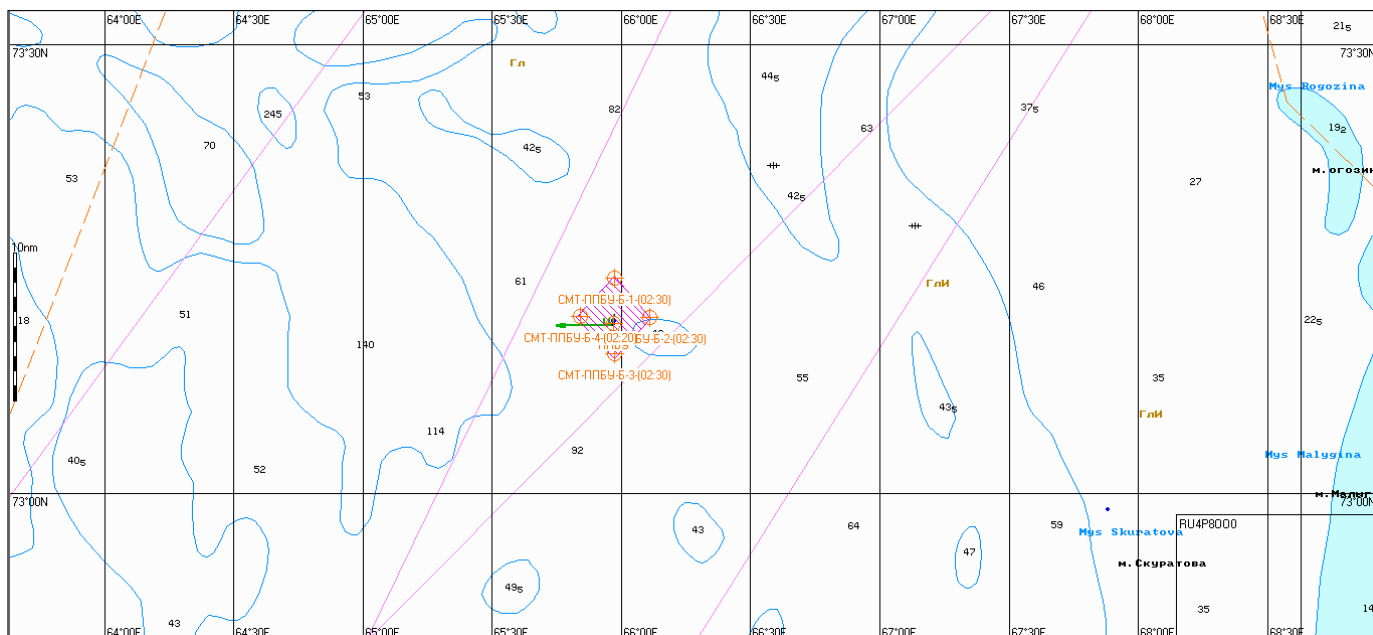 64°00E 64°30E 65°00E 65°30E 66°00E 66°30E 67°00E 67°30E 68°00E 68°30E
21₅
73°30N 73°30N
Гл
44₅
Mys Rogozina
53 82 37₅
245
63 19₂
70 42₅
м.огозин
53 27
42₅
10nm
61 ГлИ 46
СМТ-ППБУ-Б-1-(02:30)
51 18 22₅
СМТ-ППБУ-Б-4-(02:20) БУ-Б-2-(02:30)
140
СМТ-ППБУ-Б-3-(02:30)
55 35
43₅
ГлИ
114
92
Mys Malygina
40₅
52
м.Малыг
73°00N 73°00N
43 64 59 RU4P8000
Mys Skuratova
47
м.Скуратова
49₅
35 14
43
64°00E 64°30E 65°00E 65°30E 66°00E 66°30E 67°00E 67°30E 68°00E 68°30E